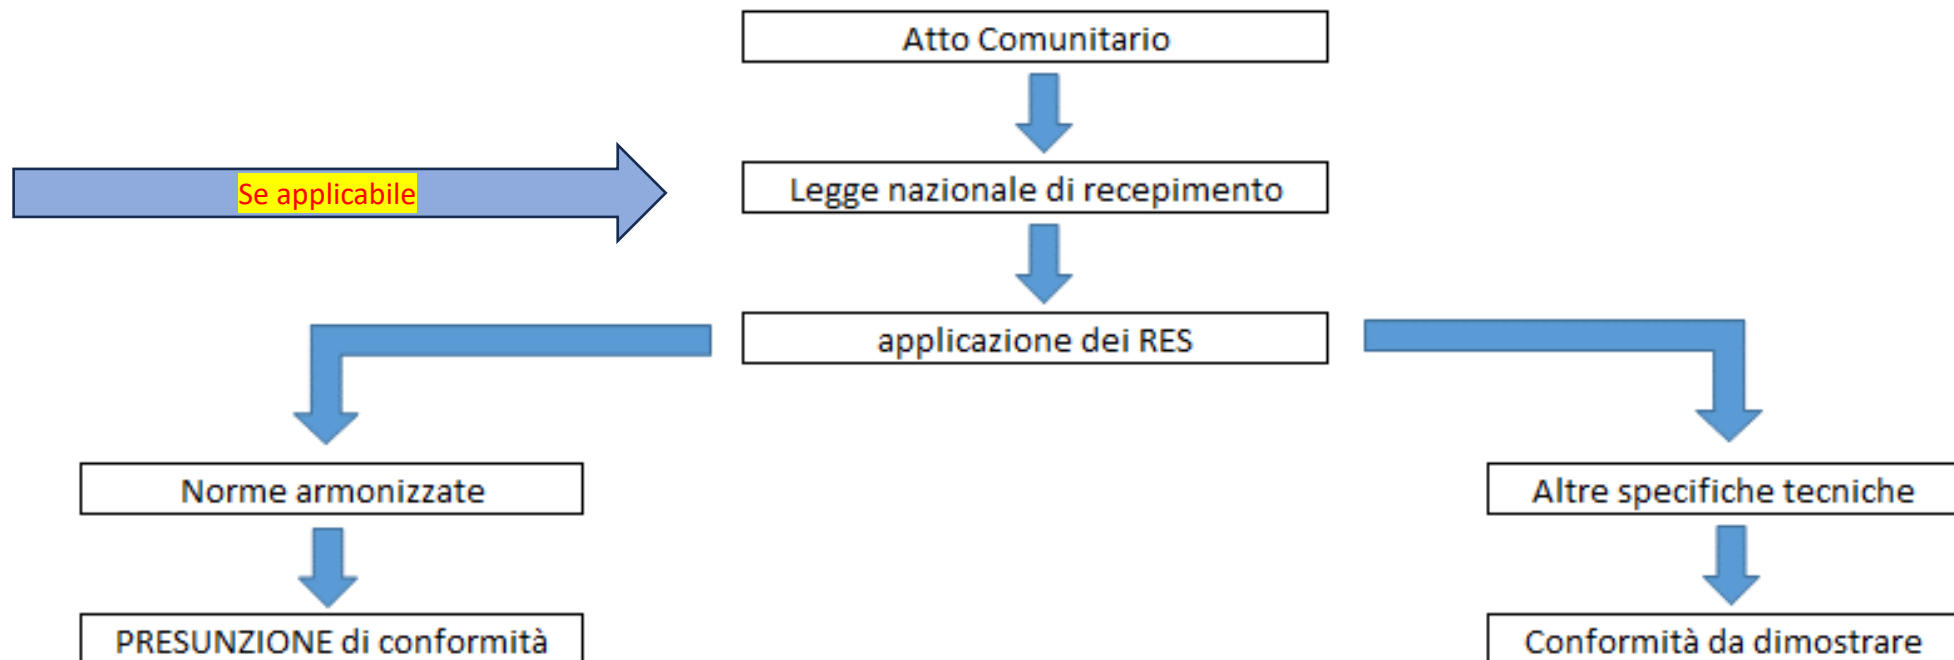 Atto Comunitario
Se applicabile
Legge nazionale di recepimento
applicazione dei RES
Norme armonizzate
Altre specifiche tecniche
PRESUNZIONE di conformità
Conformità da dimostrare